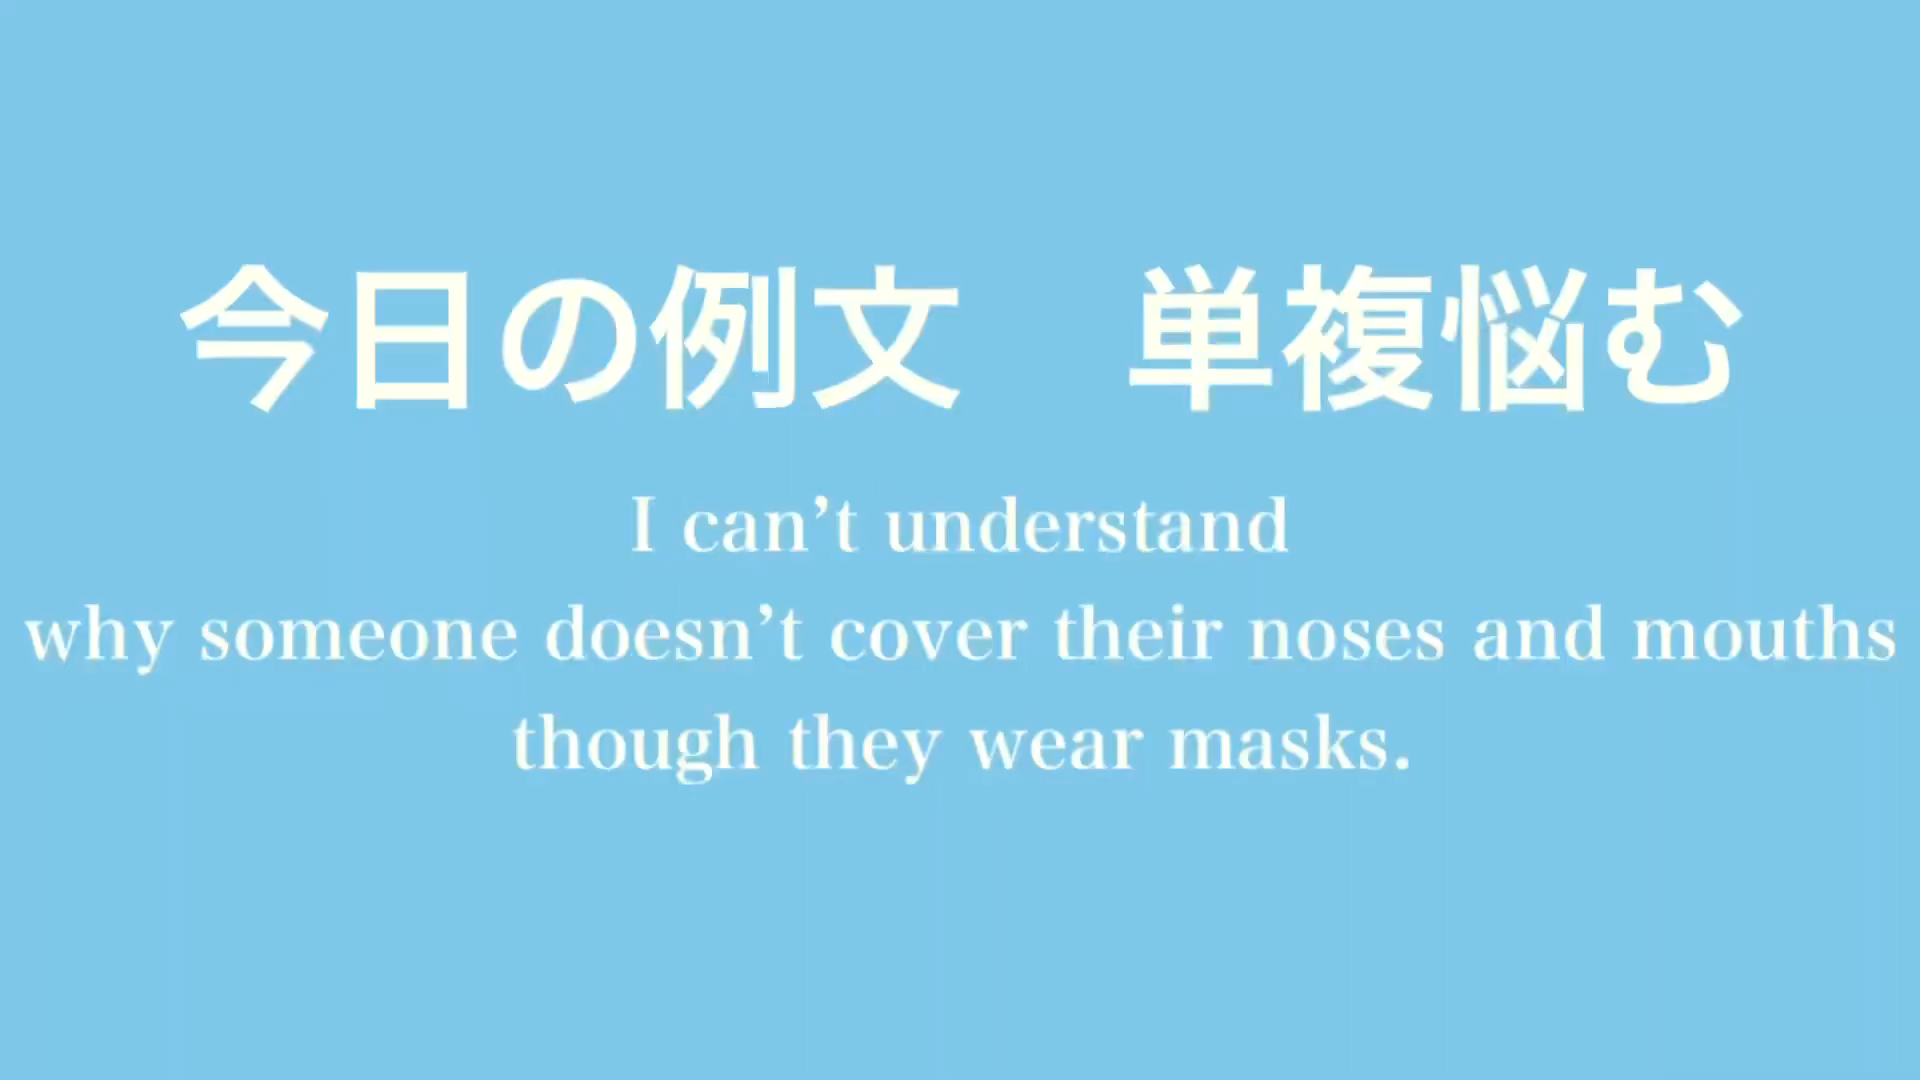 今日の例文　単複悩む
I can’t understand
why someone doesn’t cover their noses and mouths
though they wear masks.